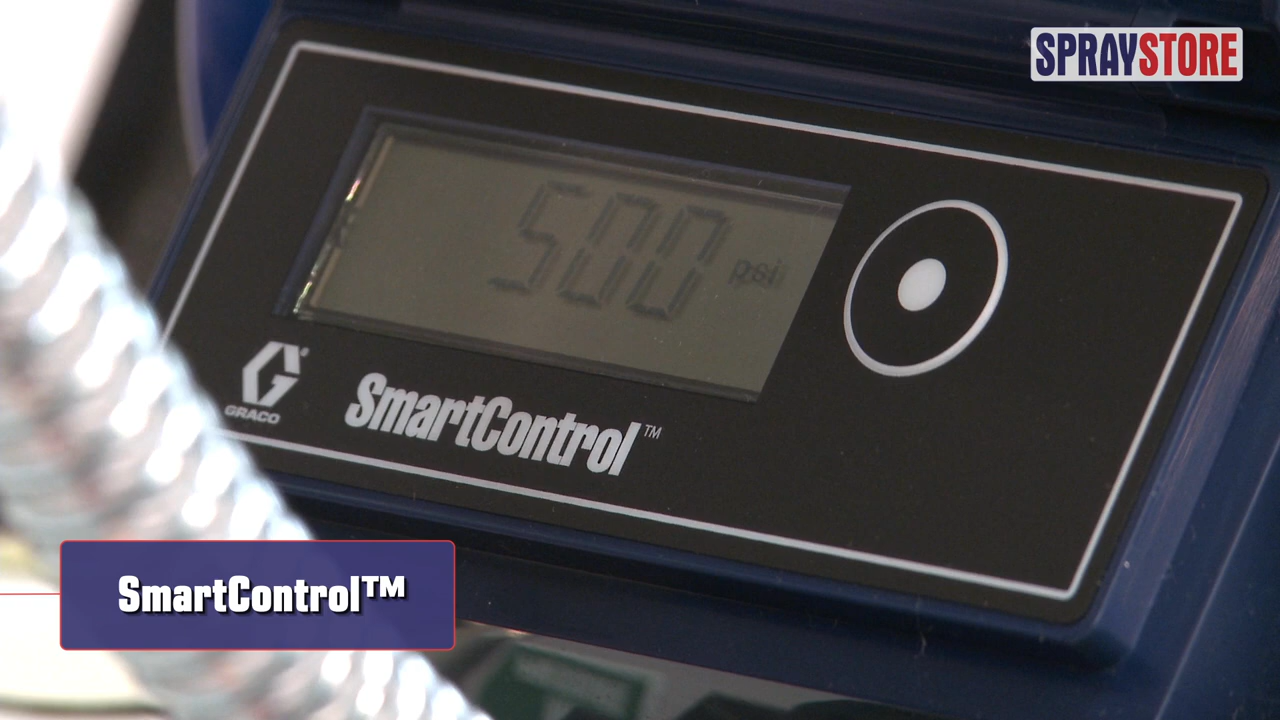 SPRAYSTORE
500 psi
GRACO
SmartControl™
SmartControl™